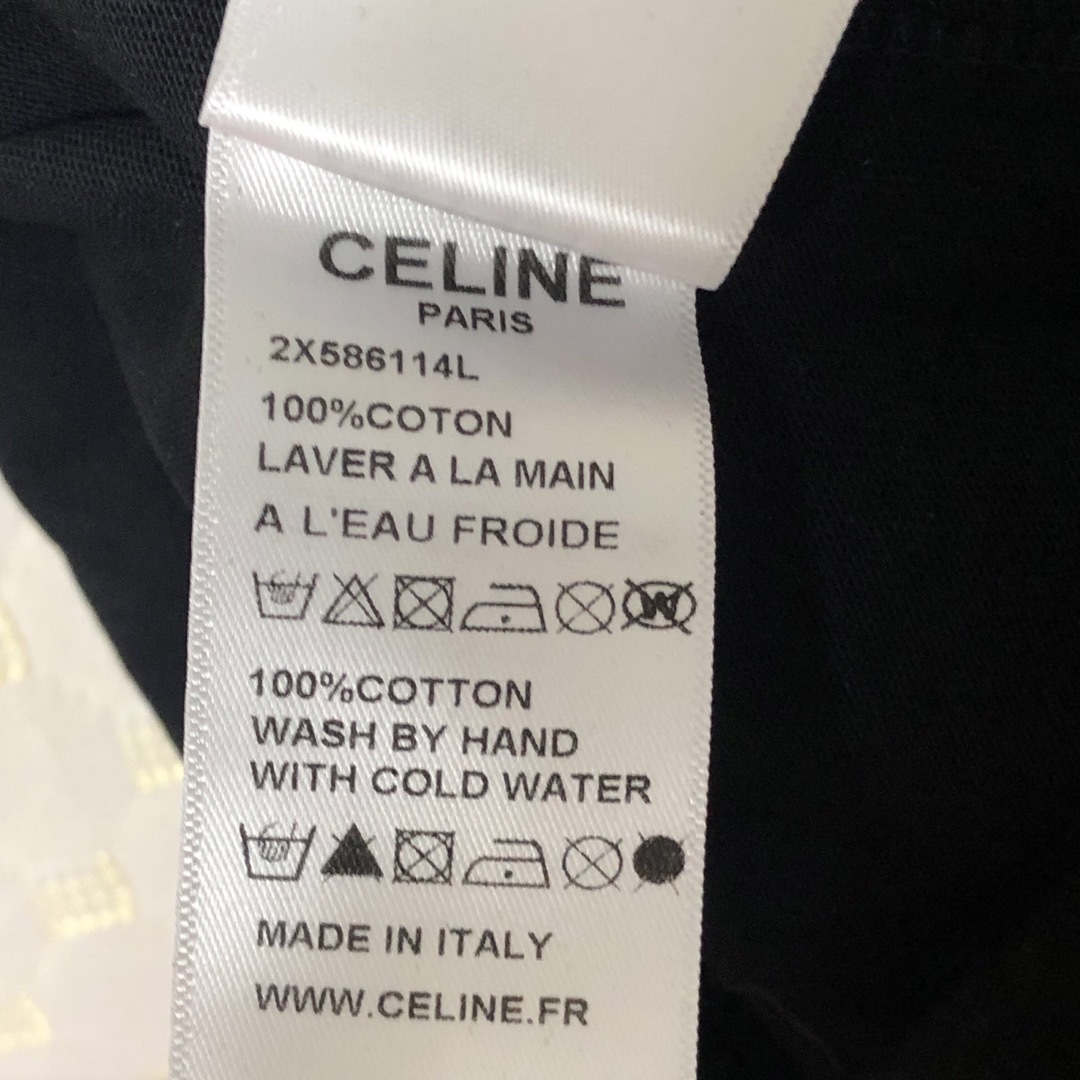 CELINE
PARIS
2X586114L
100%COTON
LAVER A LA MAIN
A L'EAU FROIDE
W
100%COTTON
WASH BY HAND
WITH COLD WATER
MADE IN ITALY
WWW.CELINE.FR